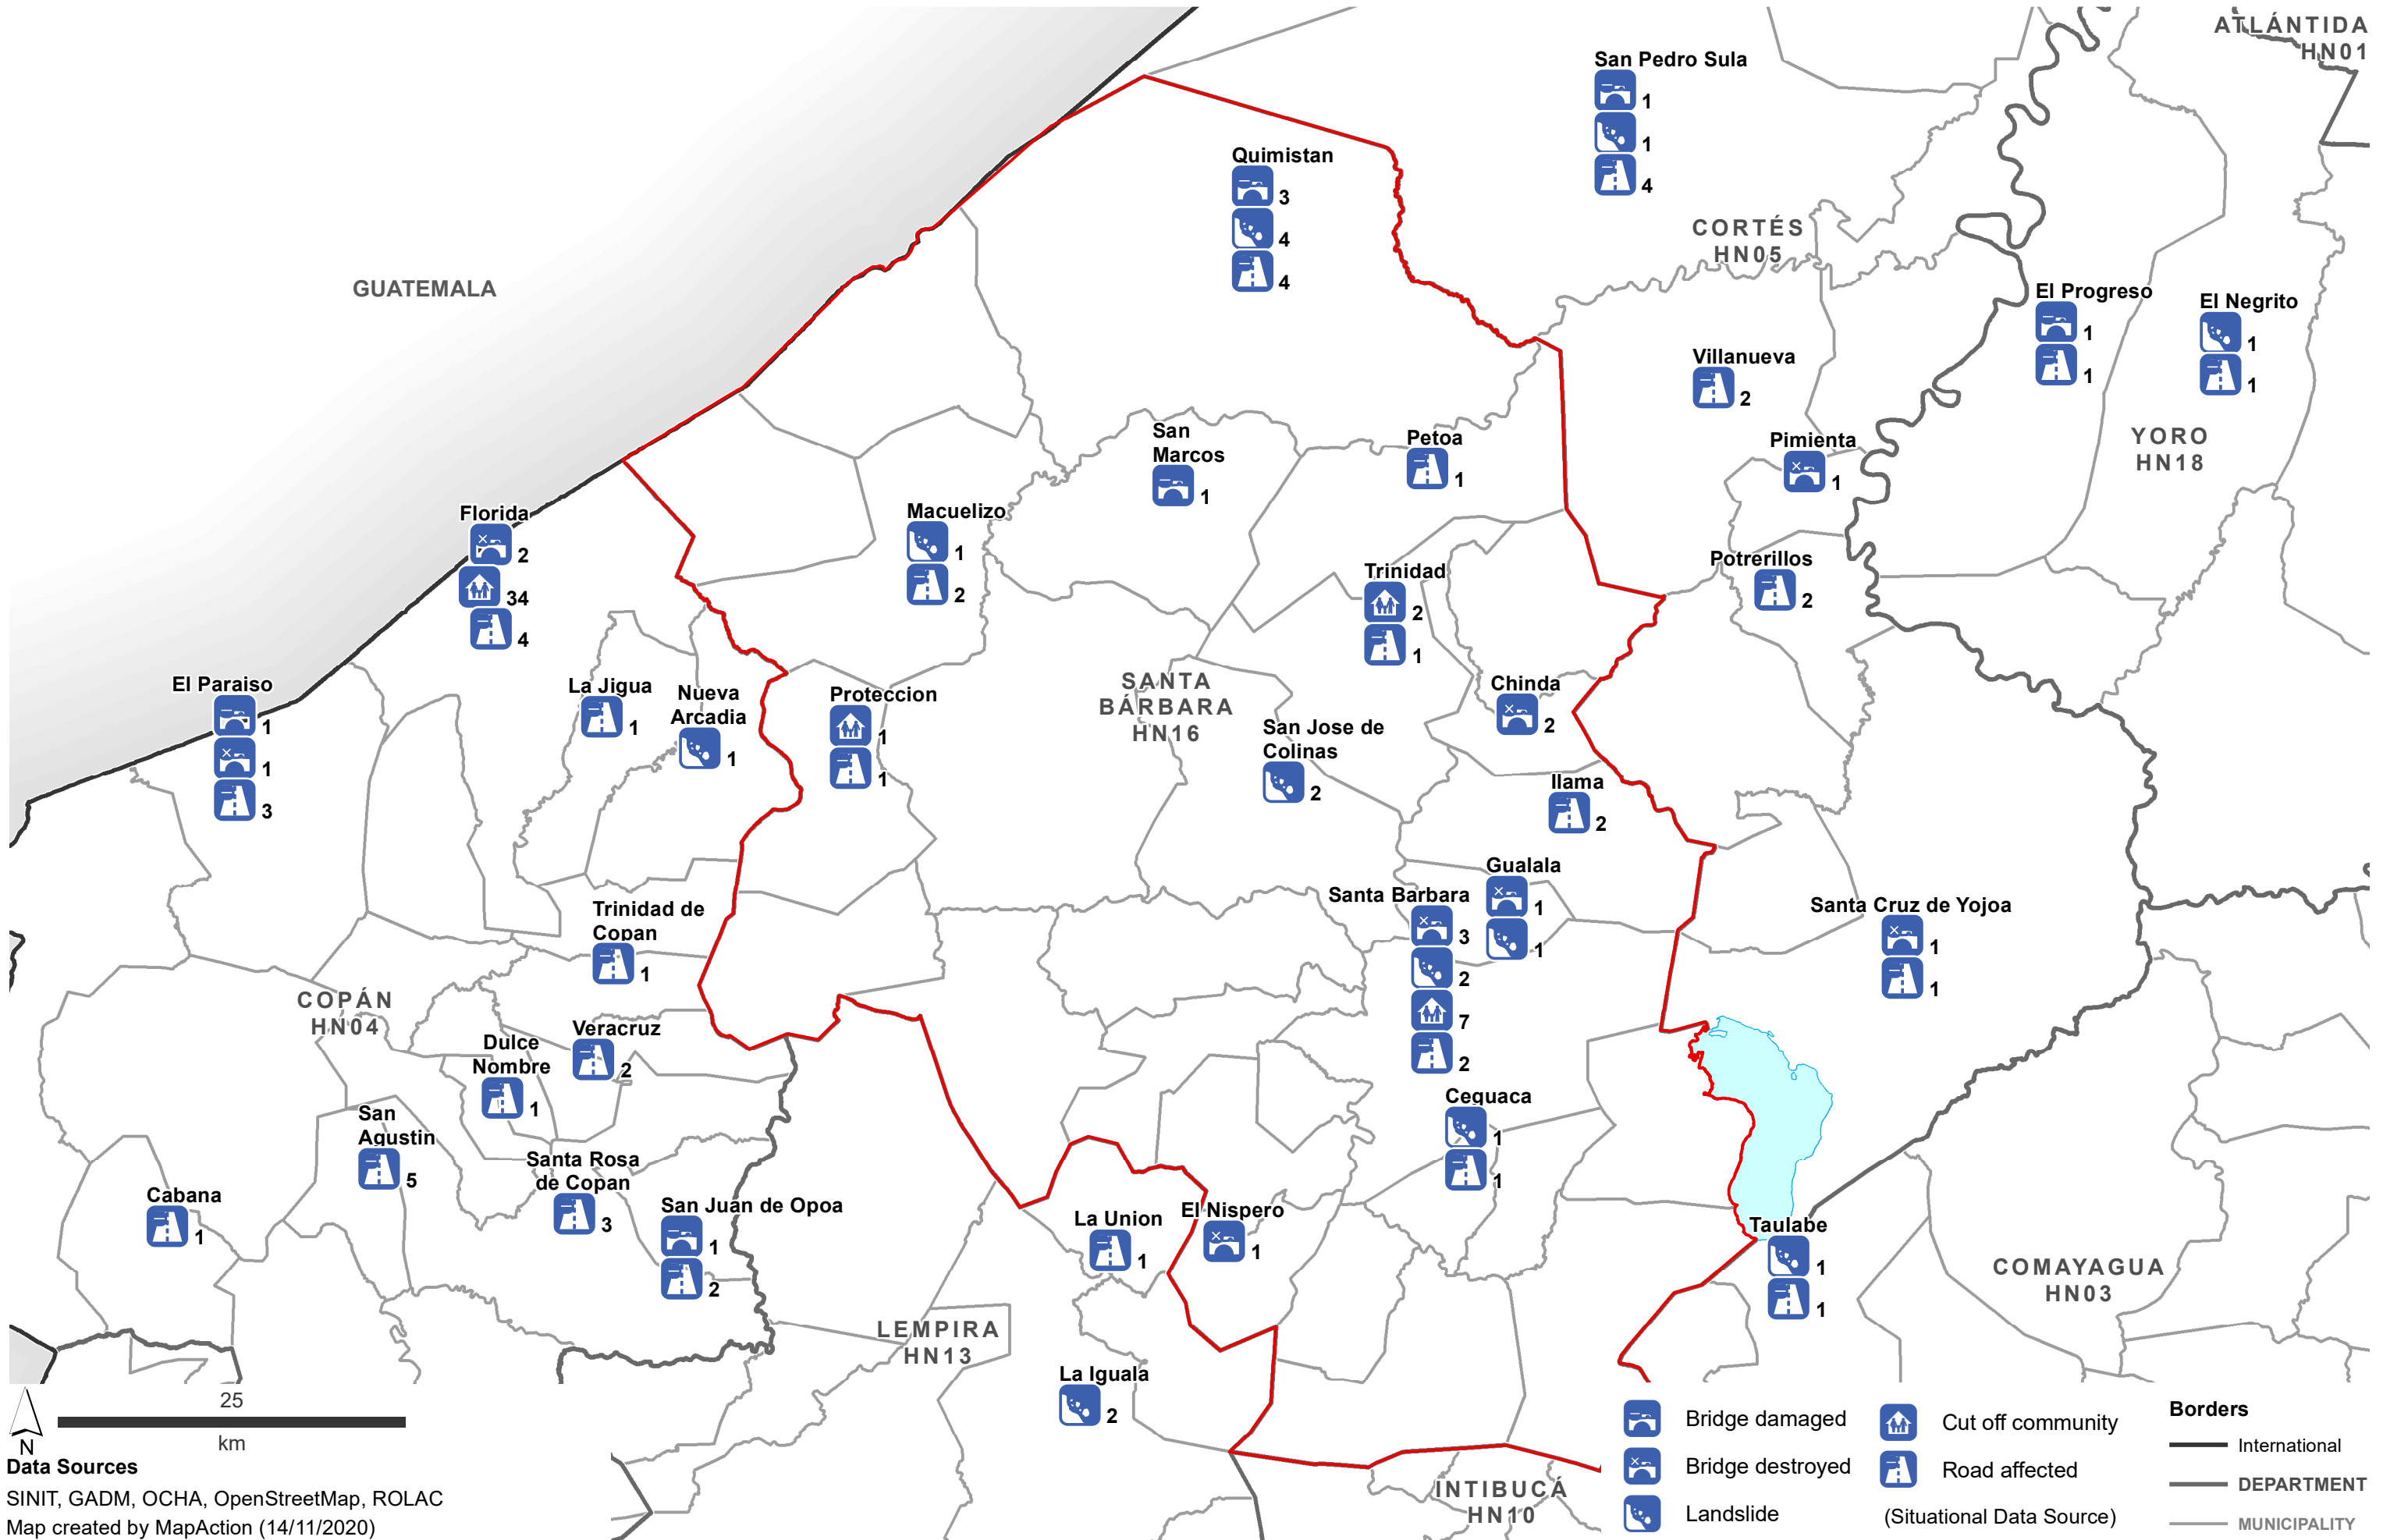 ATLÁNTIDA
HN01
San Pedro Sula
1
1
4
Quimistan
3
4
4
CORTÉS
HN05
GUATEMALA
El Progreso
1
1
El Negrito
1
1
Villanueva
2
YORO
HN18
San
Marcos
1
Petoa
1
Pimienta
1
Florida
2
34
4
Macuelizo
1
2
Trinidad
2
1
Potrerillos
2
El Paraiso
1
1
3
La Jigua
1
Nueva
Arcadia
1
Proteccion
1
1
SANTA
BÁRBARA
HN16
San Jose de
Colinas
2
Chinda
2
Ilama
2
Gualala
1
1
Santa Barbara
3
2
7
2
Santa Cruz de Yojoa
1
1
Trinidad de
Copan
1
COPÁN
HN04
Veracruz
2
Dulce
Nombre
1
San
Agustin
5
Ceguaca
1
1
Cabana
1
Santa Rosa
de Copan
3
San Juan de Opoa
1
2
La Union
1
El Nispero
1
Taulabe
1
1
COMAYAGUA
HN03
LEMPIRA
HN13
La Iguala
2
INTIBUCÁ
HN10
25
km
N
Data Sources
SINIT, GADM, OCHA, OpenStreetMap, ROLAC
Map created by MapAction (14/11/2020)
Bridge damaged
Bridge destroyed
Landslide
Cut off community
Road affected
(Situational Data Source)
Borders
International
DEPARTMENT
MUNICIPALITY